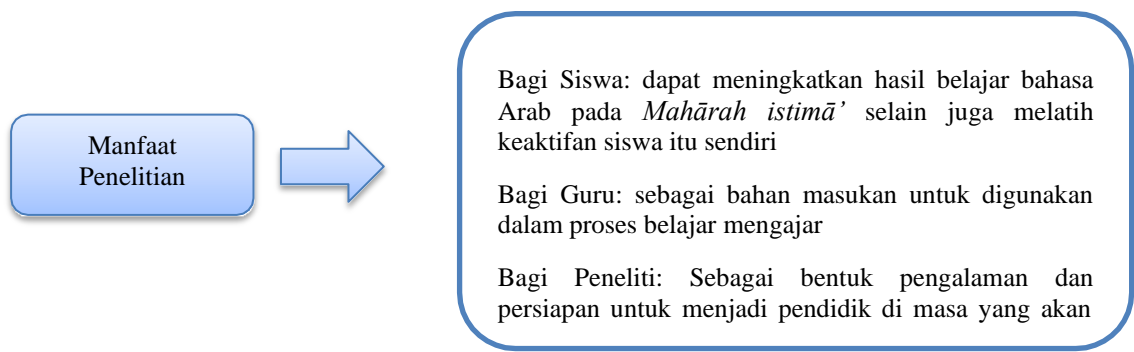 Manfaat
Penelitian
Bagi Siswa: dapat meningkatkan hasil belajar bahasa
Arab pada Mahārah istimā’ selain juga melatih
keaktifan siswa itu sendiri
Bagi Guru: sebagai bahan masukan untuk digunakan
dalam proses belajar mengajar
Bagi Peneliti: Sebagai bentuk pengalaman dan
persiapan untuk menjadi pendidik di masa yang akan